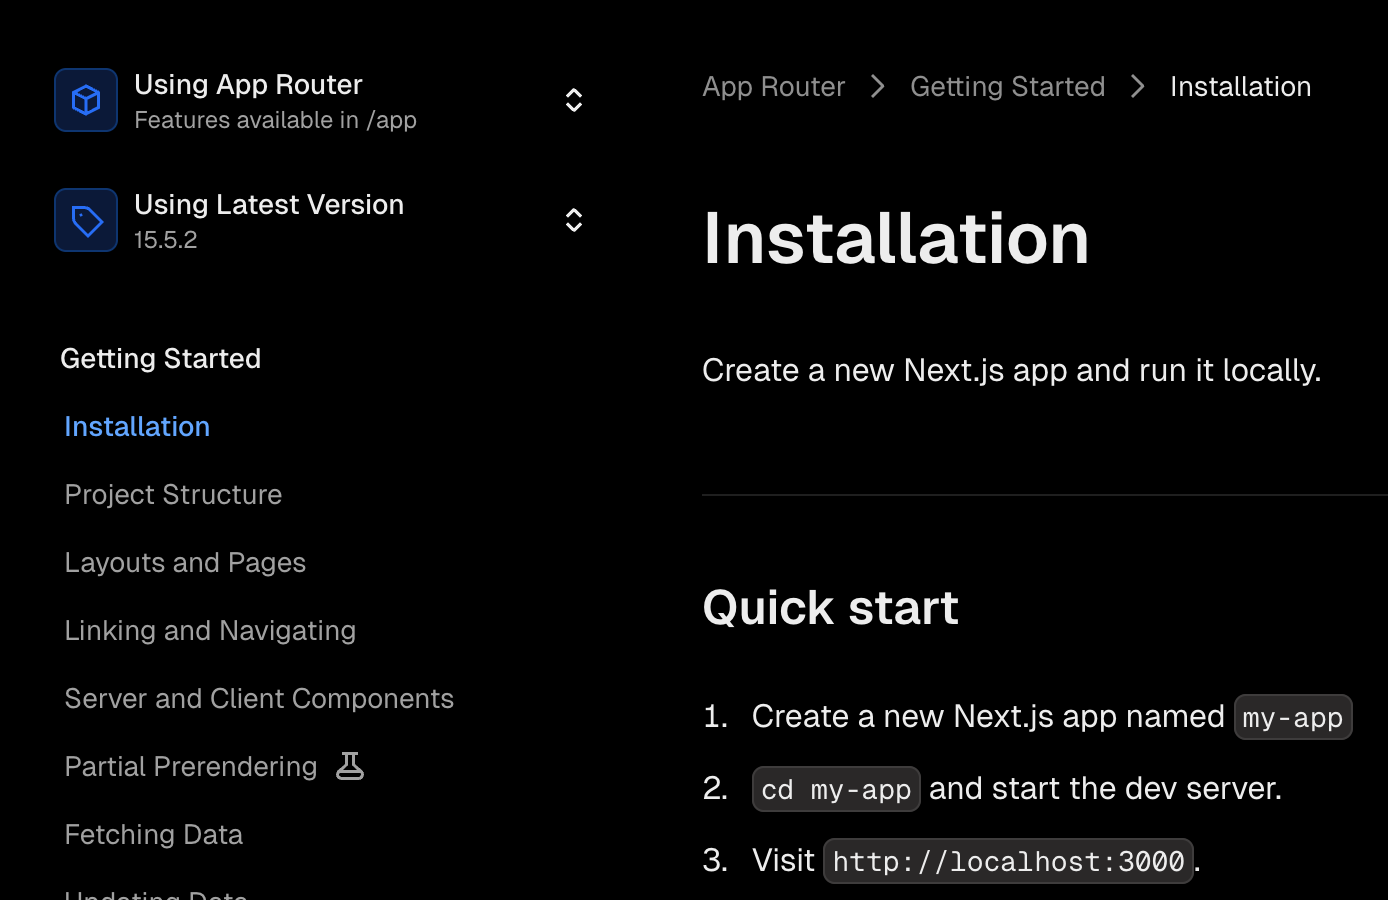 Using App Router
Features available in /app
Using Latest Version
15.5.2
Getting Started
Installation
Project Structure
Layouts and Pages
Linking and Navigating
Server and Client Components
Partial Prerendering
Fetching Data
Updating Data
App Router > Getting Started > Installation
Installation
Create a new Next.js app and run it locally.
Quick start
1. Create a new Next.js app named my-app
2. cd my-app and start the dev server.
3. Visit http://localhost:3000.